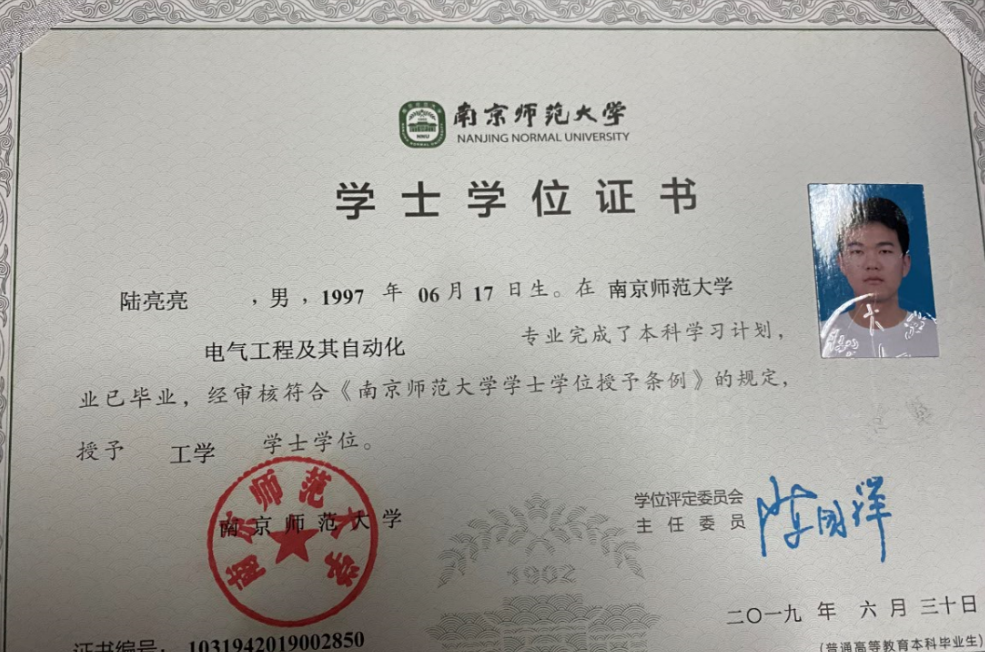 南京师范大学
NANJING NORMAL UNIVERSITY
学士学位证书
陆亮亮，男，1997 年 06月 17 日生。在 南京师范大学
电气工程及其自动化 专业完成了本科学习计划，
业已毕业，经审核符合《南京师范大学学士学位授予条例》的规定，
授予 工学 学士学位。
南京师范大学
南京师范大学
学位评定委员会
主任委员
1902
二〇一九 年 六 月 三十日
证书编号： 1031942019002850
(普通高等教育本科毕业生)